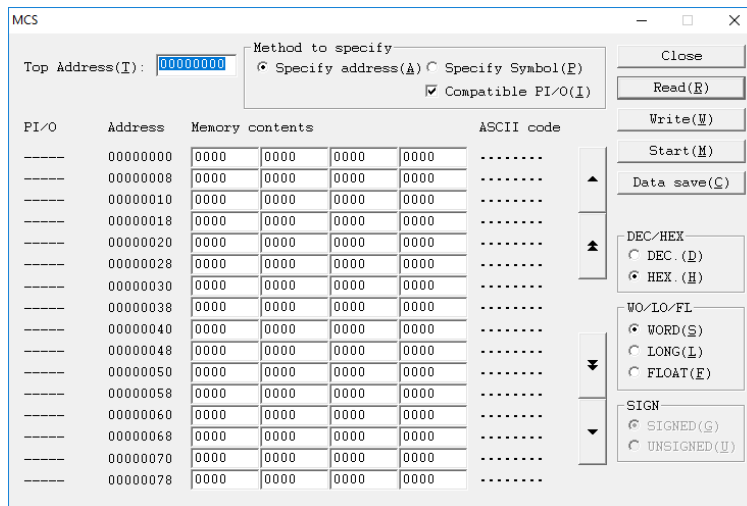 MCS
Top Address(T): 00000000
Method to specify
Specify address(A) Specify Symbol(P)
Compatible PI/O(I)
Close
Read(R)
Write(W)
Start(M)
Data save(C)
PI/O Address Memory contents ASCII code
----- 00000000 0000 0000 0000 0000 ........
----- 00000008 0000 0000 0000 0000 ........
----- 00000010 0000 0000 0000 0000 ........
----- 00000018 0000 0000 0000 0000 ........
----- 00000020 0000 0000 0000 0000 ........
----- 00000028 0000 0000 0000 0000 ........
----- 00000030 0000 0000 0000 0000 ........
----- 00000038 0000 0000 0000 0000 ........
----- 00000040 0000 0000 0000 0000 ........
----- 00000048 0000 0000 0000 0000 ........
----- 00000050 0000 0000 0000 0000 ........
----- 00000058 0000 0000 0000 0000 ........
----- 00000060 0000 0000 0000 0000 ........
----- 00000068 0000 0000 0000 0000 ........
----- 00000070 0000 0000 0000 0000 ........
----- 00000078 0000 0000 0000 0000 ........
DEC/HEX
DEC.(D)
HEX.(H)
WO/LO/FL
WORD(S)
LONG(L)
FLOAT(F)
SIGN
SIGNED(G)
UNSIGNED(U)